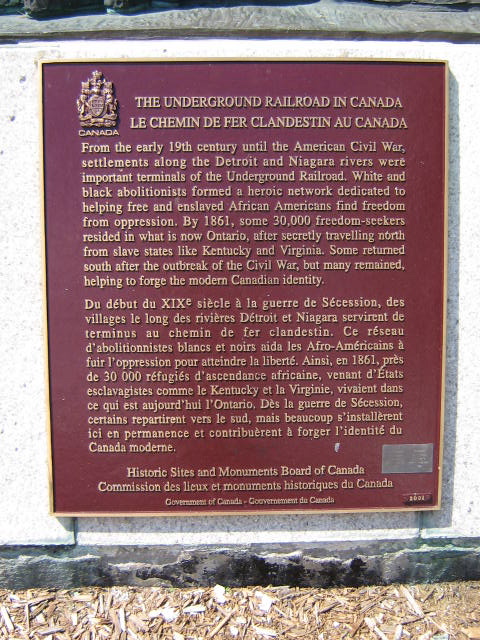 CANADA
THE UNDERGROUND RAILROAD IN CANADA
LE CHEMIN DE FER CLANDESTIN AU CANADA
From the early 19th century until the American Civil War,
settlements along the Detroit and Niagara rivers were
important terminals of the Underground Railroad. White and
black abolitionists formed a heroic network dedicated to
helping free and enslaved African Americans find freedom
from oppression. By 1861, some 30,000 freedom-seekers
resided in what is now Ontario, after secretly travelling north
from slave states like Kentucky and Virginia. Some returned
south after the outbreak of the Civil War, but many remained,
helping to forge the modern Canadian identity.
Du début du XIXe siècle à la guerre de Sécession, des
villages le long des rivières Détroit et Niagara servirent de
terminus au chemin de fer clandestin. Ce réseau
d'abolitionnistes blancs et noirs aida les Afro-Américains à
fuir l'oppression pour atteindre la liberté. Ainsi, en 1861, près
de 30 000 réfugiés d'ascendance africaine, venant d'États
esclavagistes comme le Kentucky et la Virginie, vivaient dans
ce qui est aujourd'hui l'Ontario. Dès la guerre de Sécession,
certains repartirent vers le sud, mais beaucoup s'installèrent
ici en permanence et contribuèrent à forger l'identité du
Canada moderne.
Historic Sites and Monuments Board of Canada
Commission des lieux et monuments historiques du Canada
Government of Canada - Gouvernement du Canada
2001